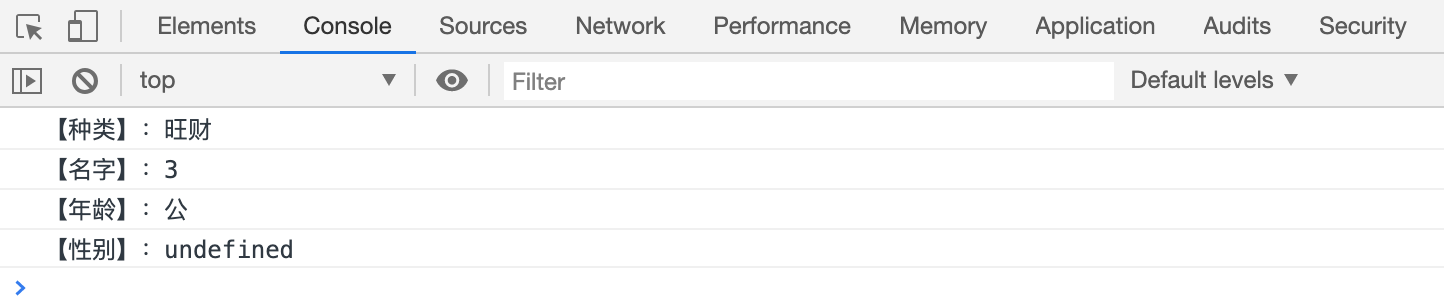 Elements Console Sources Network Performance Memory Application Audits Security
top Filter Default levels
【种类】：旺财
【名字】：3
【年龄】：公
【性别】：undefined